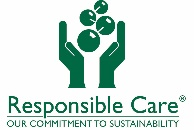 Responsible Care®
OUR COMMITMENT TO SUSTAINABILITY